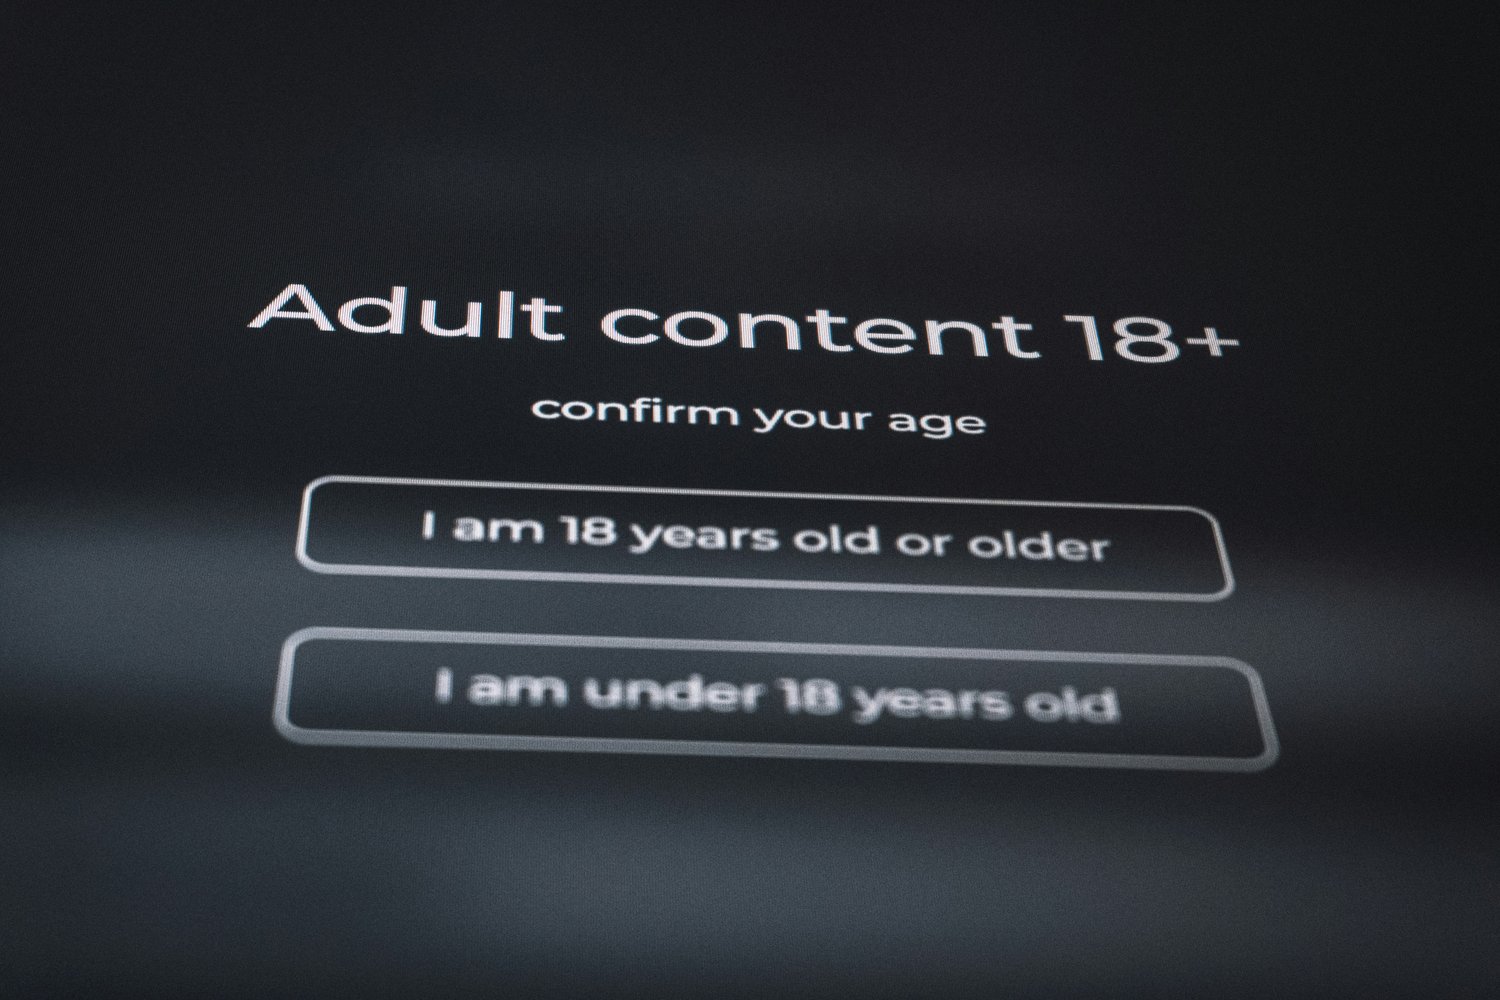 Adult content 18+
confirm your age
I am 18 years old or older
I am under 18 years old